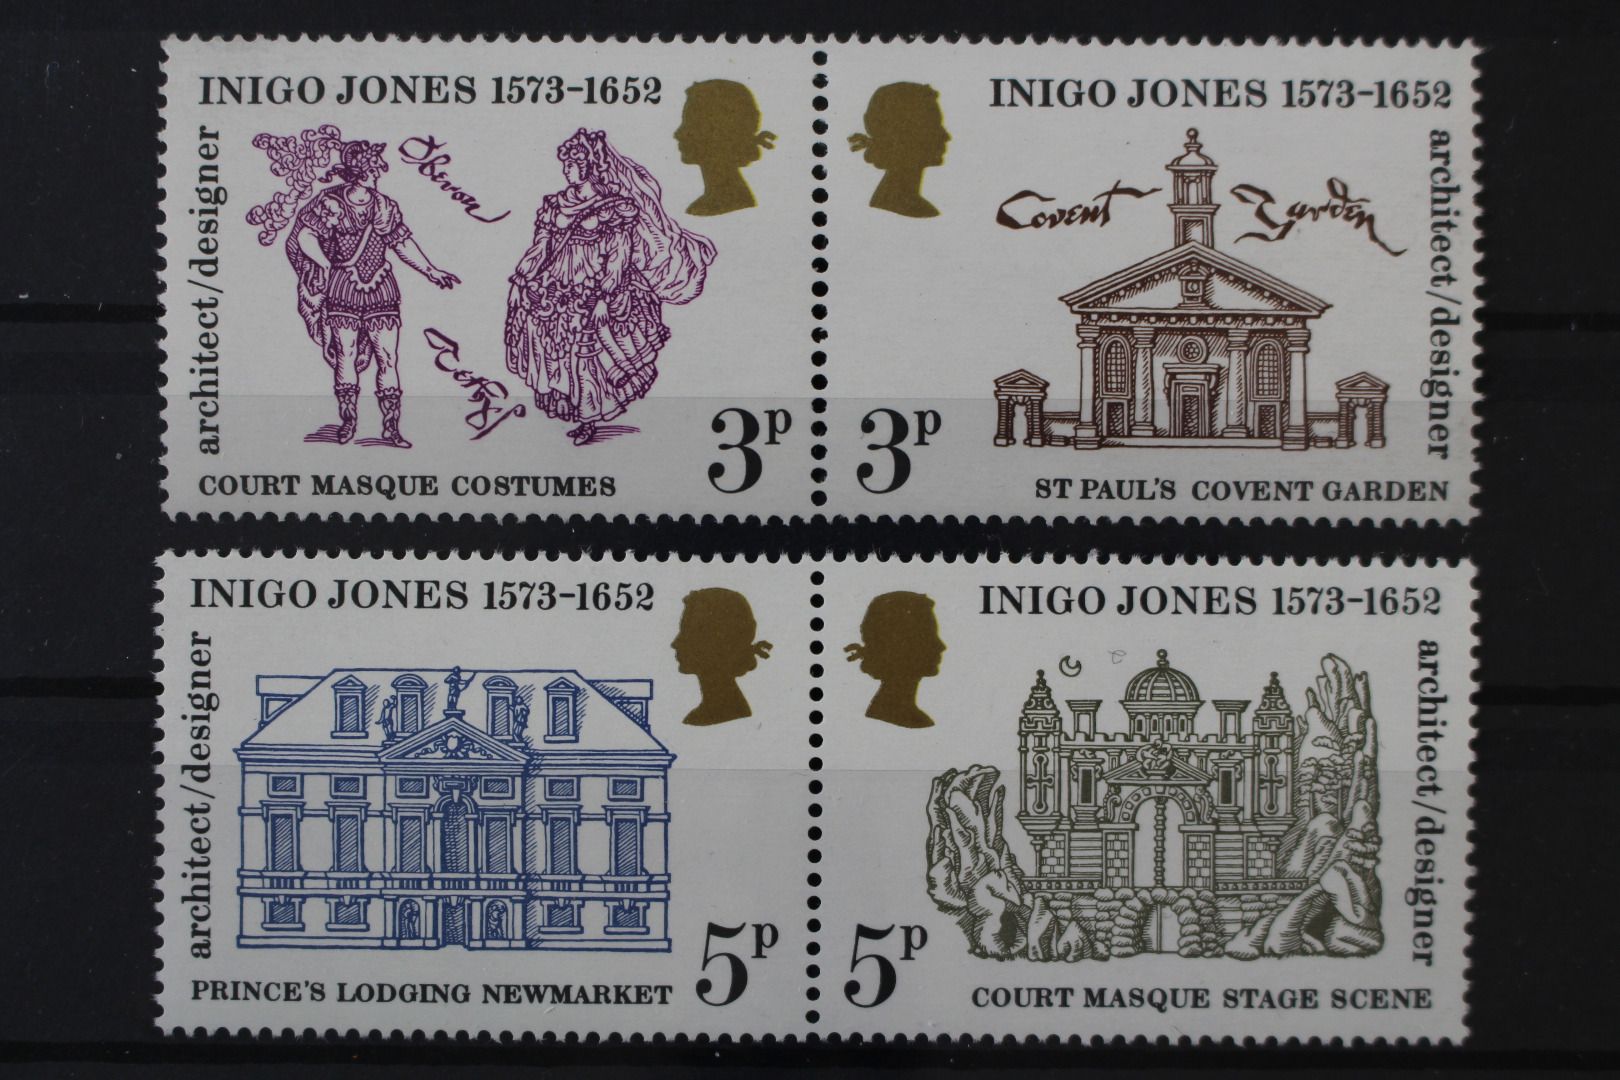 INIGO JONES 1573-1652
architect/designer
COURT MASQUE COSTUMES
3p
INIGO JONES 1573-1652
Covent Garden
architect/designer
3p
ST PAUL'S COVENT GARDEN
INIGO JONES 1573-1652
architect/designer
PRINCE'S LODGING NEWMARKET
5p
INIGO JONES 1573-1652
architect/designer
5p
COURT MASQUE STAGE SCENE